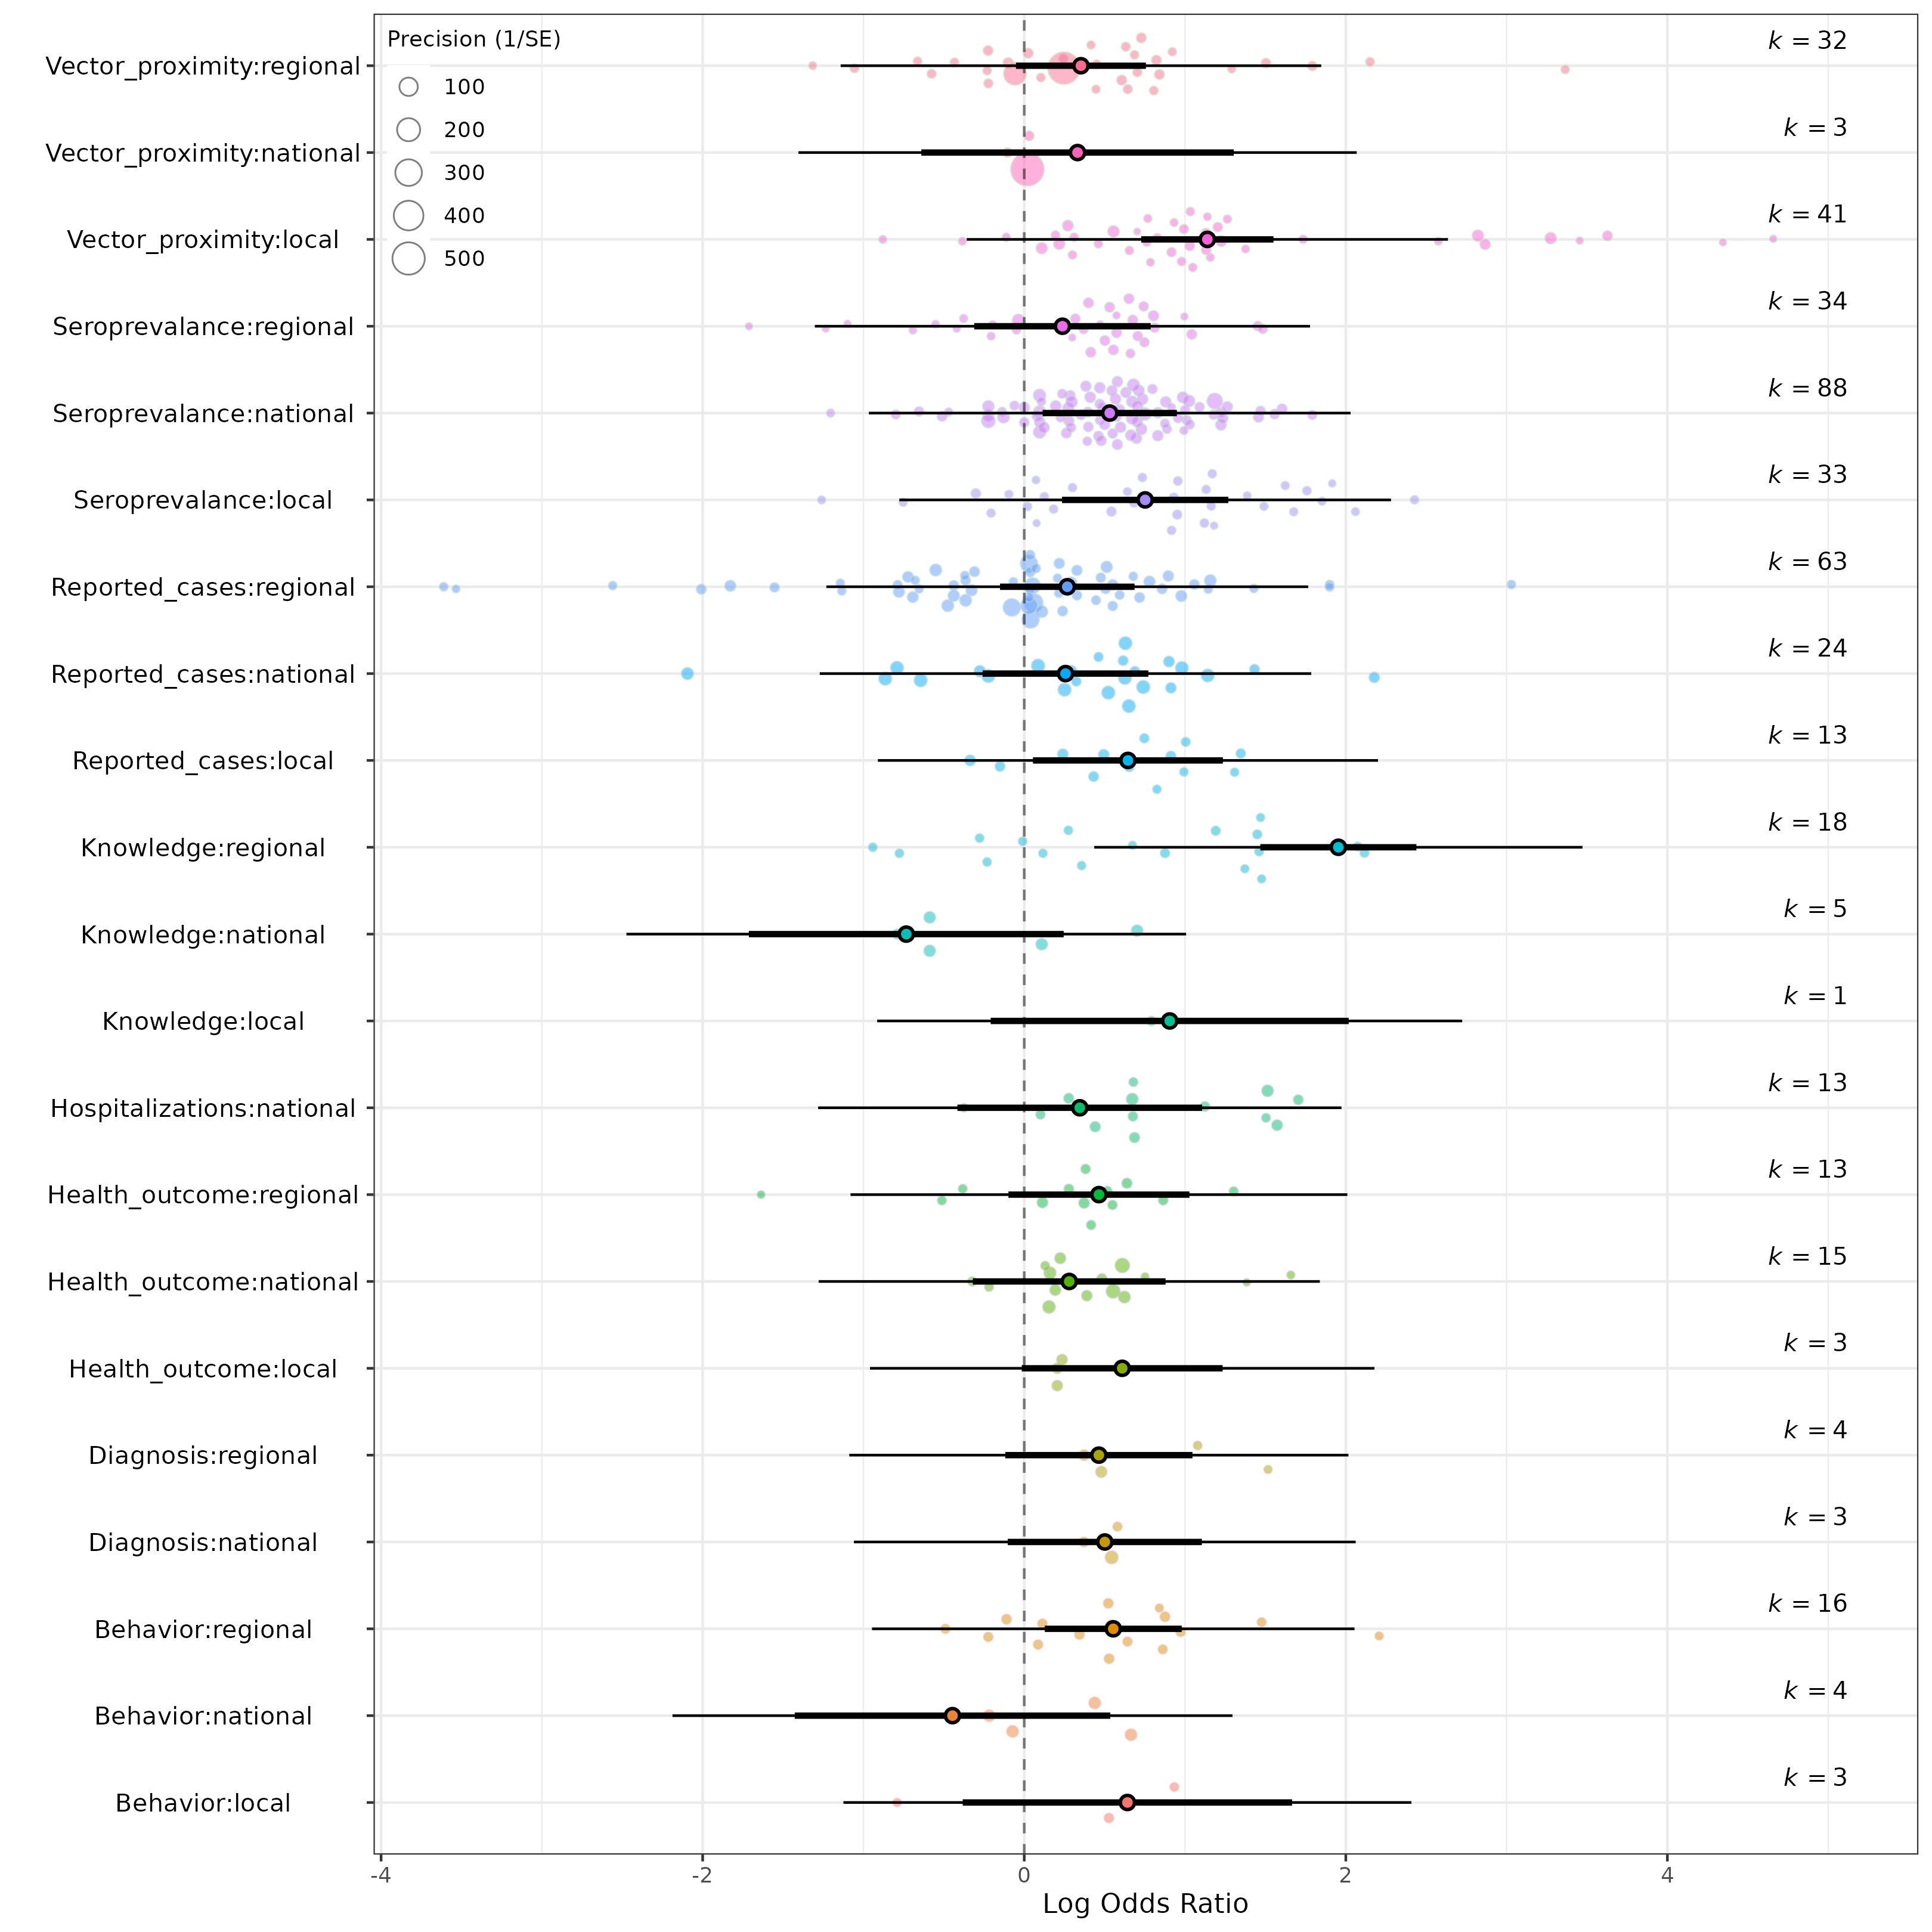 Precision (1/SE)
100
200
300
400
500
Vector_proximity:regional k = 32
Vector_proximity:national k = 3
Vector_proximity:local k = 41
Seroprevalance:regional k = 34
Seroprevalance:national k = 88
Seroprevalance:local k = 33
Reported_cases:regional k = 63
Reported_cases:national k = 24
Reported_cases:local k = 13
Knowledge:regional k = 18
Knowledge:national k = 5
Knowledge:local k = 1
Hospitalizations:national k = 13
Health_outcome:regional k = 13
Health_outcome:national k = 15
Health_outcome:local k = 3
Diagnosis:regional k = 4
Diagnosis:national k = 3
Behavior:regional k = 16
Behavior:national k = 4
Behavior:local k = 3
-4 -2 0 2 4
Log Odds Ratio